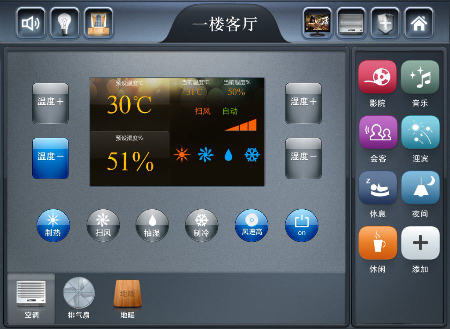 一楼客厅
预设温度℃
30℃
当前温度℃
31℃
当前湿度%
50%
扫风
自动
预设湿度%
51%
温度+
温度-
湿度+
湿度-
制热
扫风
抽湿
制冷
风速高
on
影院
音乐
会客
迎宾
休息
夜间
休闲
添加
空调
排气扇
地暖